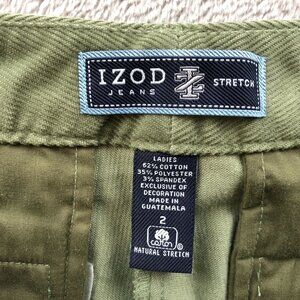 IZOD
JEANS
STRETCH
LADIES
62% COTTON
35% POLYESTER
3% SPANDEX
EXCLUSIVE OF
DECORATION
MADE IN
GUATEMALA
2
cotton
NATURAL STRETCH